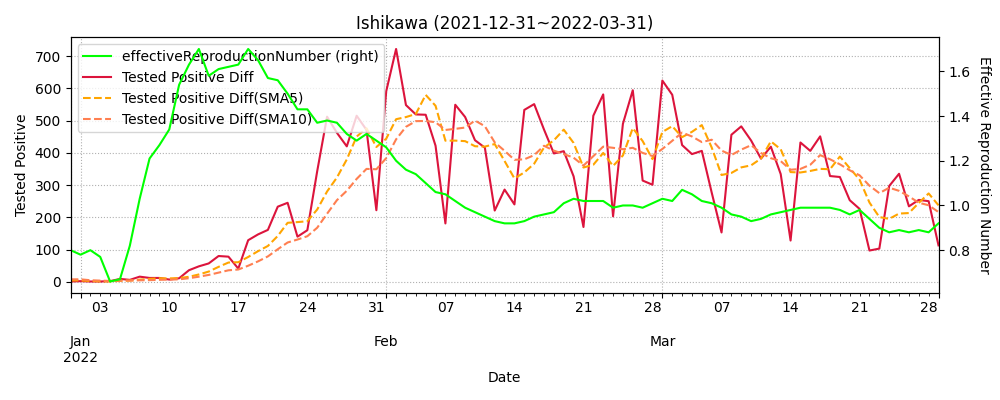 Ishikawa (2021-12-31~2022-03-31)
effectiveReproductionNumber (right)
Tested Positive Diff
Tested Positive Diff(SMA5)
Tested Positive Diff(SMA10)
Tested Positive
700
600
500
400
300
200
100
0
1.6
1.4
1.2
1.0
0.8
Effective Reproduction Number
03 10 17 24 31 07 14 21 28 07 14 21 28
Jan Feb Mar
2022
Date